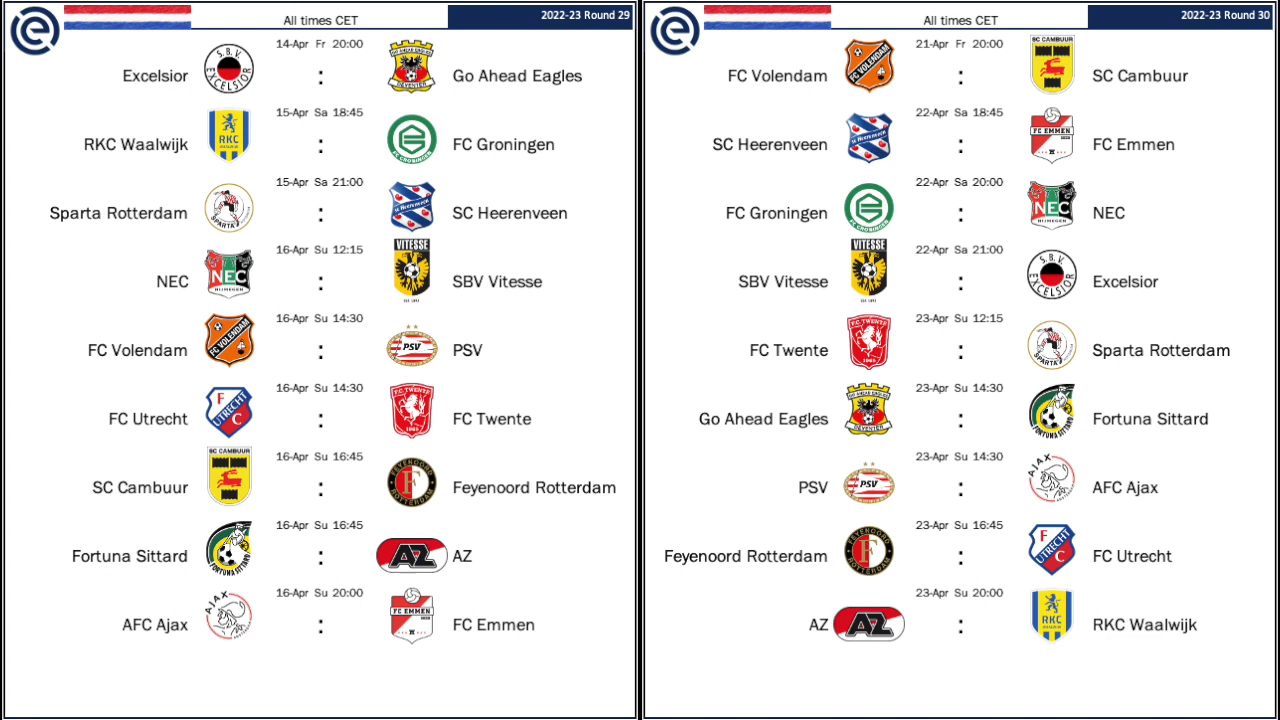 All times CET
2022-23 Round 29
14-Apr Fr 20:00
Excelsior : Go Ahead Eagles
15-Apr Sa 18:45
RKC Waalwijk : FC Groningen
15-Apr Sa 21:00
Sparta Rotterdam : SC Heerenveen
16-Apr Su 12:15
NEC : SBV Vitesse
16-Apr Su 14:30
FC Volendam : PSV
16-Apr Su 14:30
FC Utrecht : FC Twente
16-Apr Su 16:45
SC Cambuur : Feyenoord Rotterdam
16-Apr Su 16:45
Fortuna Sittard : AZ
16-Apr Su 20:00
AFC Ajax : FC Emmen
All times CET
2022-23 Round 30
21-Apr Fr 20:00
FC Volendam : SC Cambuur
22-Apr Sa 18:45
SC Heerenveen : FC Emmen
22-Apr Sa 20:00
FC Groningen : NEC
22-Apr Sa 21:00
SBV Vitesse : Excelsior
23-Apr Su 12:15
FC Twente : Sparta Rotterdam
23-Apr Su 14:30
Go Ahead Eagles : Fortuna Sittard
23-Apr Su 14:30
PSV : AFC Ajax
23-Apr Su 16:45
Feyenoord Rotterdam : FC Utrecht
23-Apr Su 20:00
AZ : RKC Waalwijk